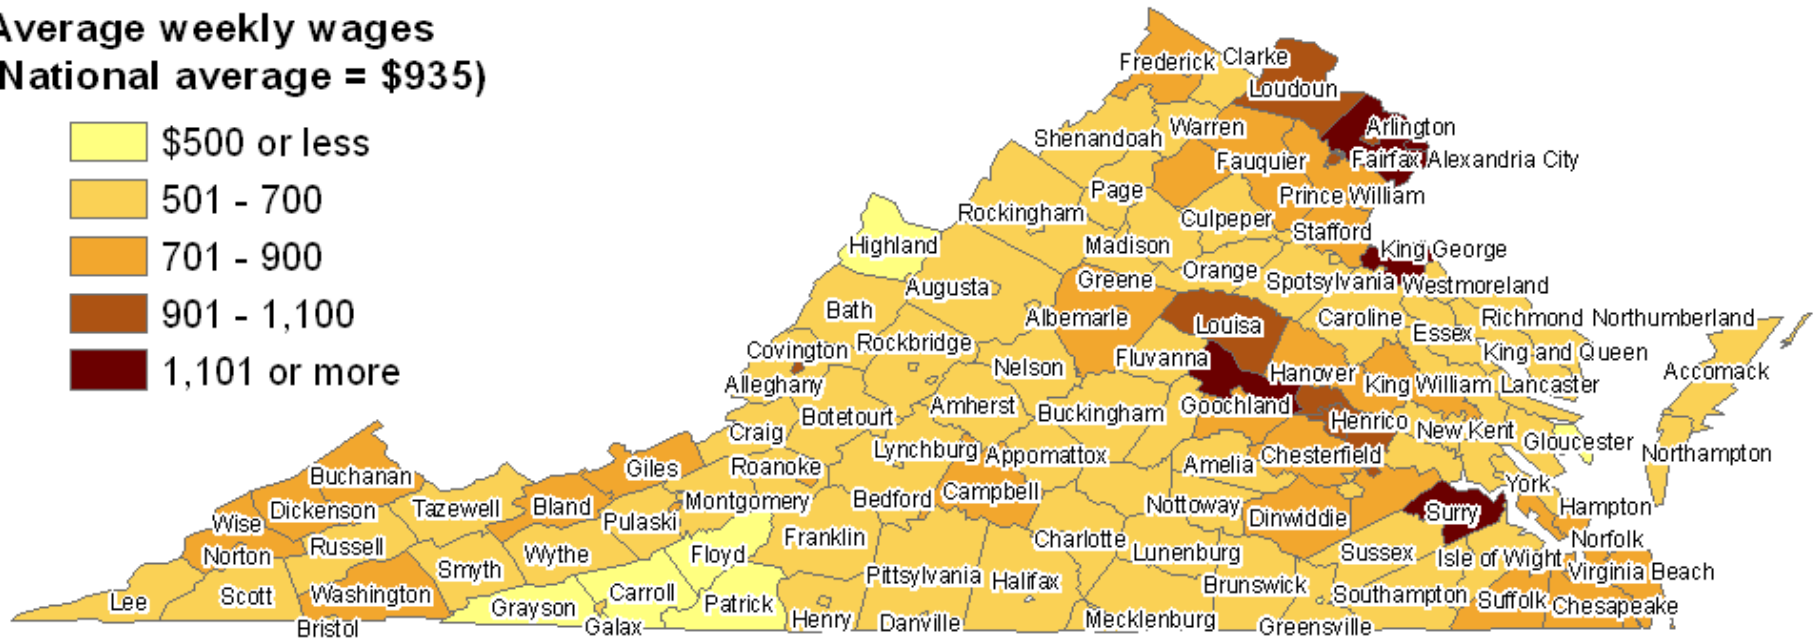 Average weekly wages
(National average = $935)
$500 or less
501 - 700
701 - 900
901 - 1,100
1,101 or more
Frederick
Clarke
Loudoun
Shenandoah
Warren
Arlington
Fauquier
Fairfax
Alexandria City
Page
Prince William
Rockingham
Culpeper
Stafford
Highland
Madison
King George
Augusta
Greene
Orange
Spotsylvania
Westmoreland
Bath
Albemarle
Louisa
Caroline
Essex
Richmond
Northumberland
Covington
Rockbridge
Nelson
Fluvanna
Hanover
King and Queen
Accomack
Alleghany
King William
Lancaster
Botetourt
Amherst
Buckingham
Goochland
Henrico
New Kent
Gloucester
Craig
Lynchburg
Appomattox
Amelia
Chesterfield
Northampton
Buchanan
Giles
Roanoke
York
Dickenson
Tazewell
Bland
Montgomery
Bedford
Campbell
Nottoway
Hampton
Wise
Pulaski
Dinwiddie
Surry
Norton
Russell
Wythe
Floyd
Franklin
Charlotte
Lunenburg
Sussex
Isle of Wight
Norfolk
Smyth
Pittsylvania
Halifax
Brunswick
Virginia Beach
Lee
Scott
Washington
Grayson
Carroll
Patrick
Southampton
Suffolk
Chesapeake
Bristol
Galax
Henry
Danville
Mecklenburg
Greensville